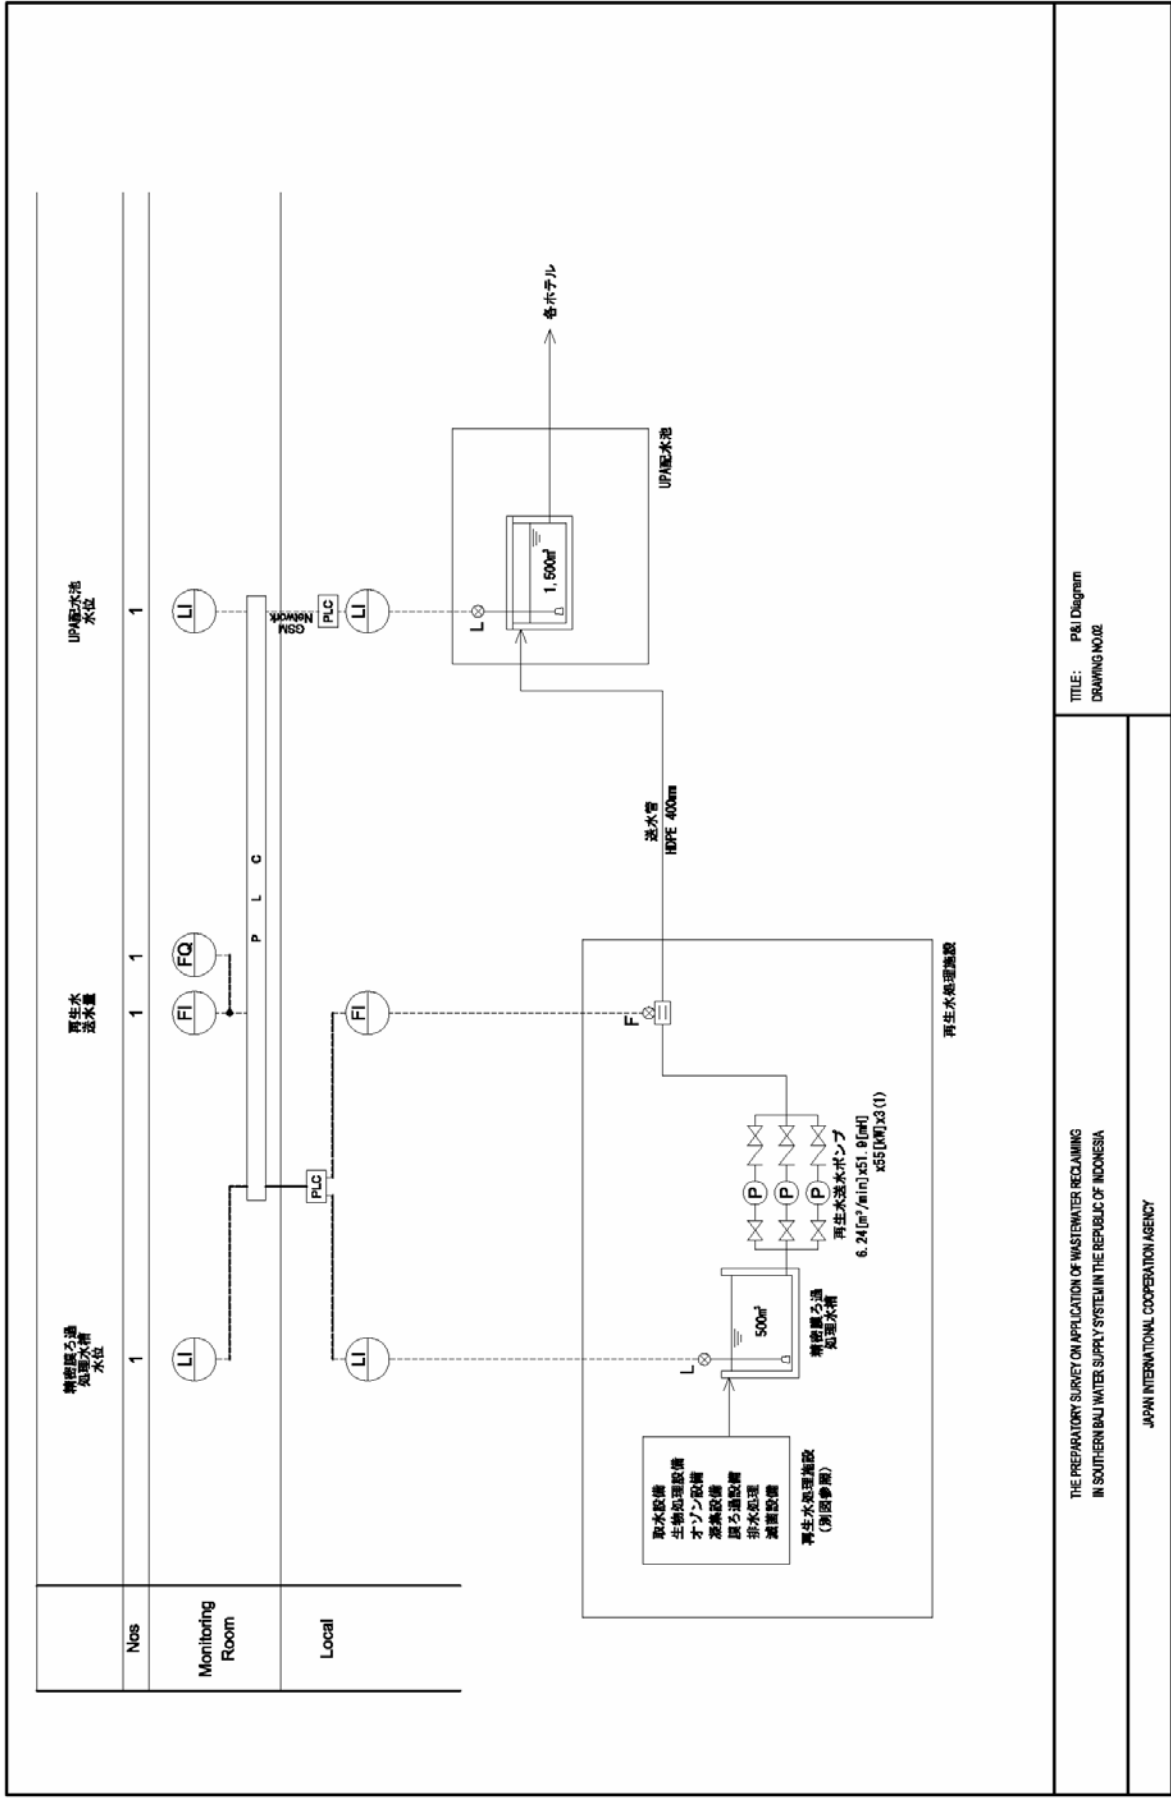 精密膜ろ過
処理水槽
水位
再生水
送水量
UPA配水池
水位
Nos
1
1
1
1
Monitoring
Room
LI
FI
FQ
LI
P L C
GSM
Network
Local
PLC
PLC
LI
FI
LI
取水設備
生物処理設備
オゾン設備
凝集設備
膜ろ過設備
排水処理
滅菌設備
再生水処理施設
(別図参照)
L
500m³
精密膜ろ過
処理水槽
P
P
P
再生水送水ポンプ
6.24[m³/min]x51.9[mH]
x55[kW]x3(1)
F
再生水処理施設
送水管
HDPE 400mm
L
1,500m³
UPA配水池
各ホテル
THE PREPARATORY SURVEY ON APPLICATION OF WASTEWATER RECLAIMING
IN SOUTHERN BALI WATER SUPPLY SYSTEM IN THE REPUBLIC OF INDONESIA
JAPAN INTERNATIONAL COOPERATION AGENCY
TITLE: P&I Diagram
DRAWING NO.02